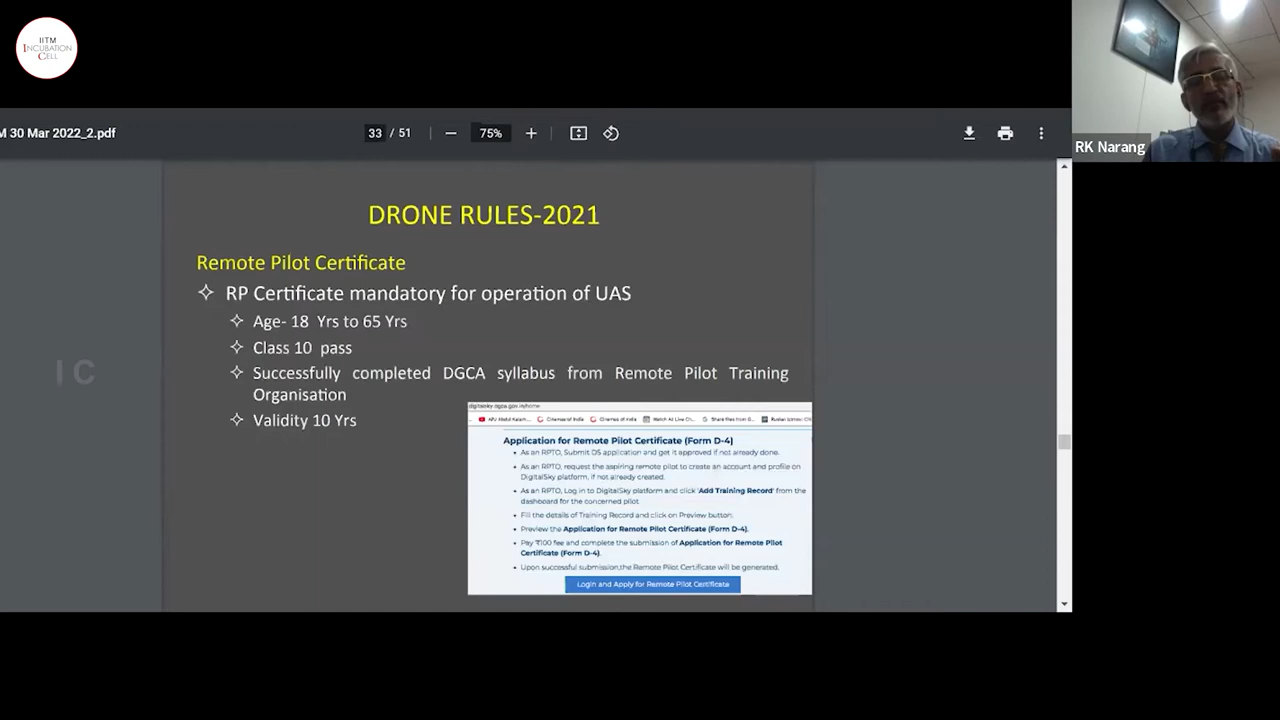 IITM
INCUBATION
CELL
M 30 Mar 2022_2.pdf
33 / 51
75%
RK Narang
DRONE RULES-2021
Remote Pilot Certificate
RP Certificate mandatory for operation of UAS
Age- 18 Yrs to 65 Yrs
Class 10 pass
Successfully completed DGCA syllabus from Remote Pilot Training
Organisation
Validity 10 Yrs
I C
Application for Remote Pilot Certificate (Form D-4)
As an RPTO, Submit DS application and get it approved if not already done.
As an RPTO, request the aspiring remote pilot to create an account and profile on
DigitalSky platform, if not already created.
As an RPTO, Log in to DigitalSky platform and click 'Add Training Record' from the
dashboard for the concerned pilot
Fill the details of Training Record and click on Preview button.
Preview the Application for Remote Pilot Certificate (Form D-4).
Pay ₹100 fee and complete the submission of Application for Remote Pilot
Certificate (Form D-4).
Upon successful submission,the Remote Pilot Certificate will be generated.
Login and Apply for Remote Pilot Certificate